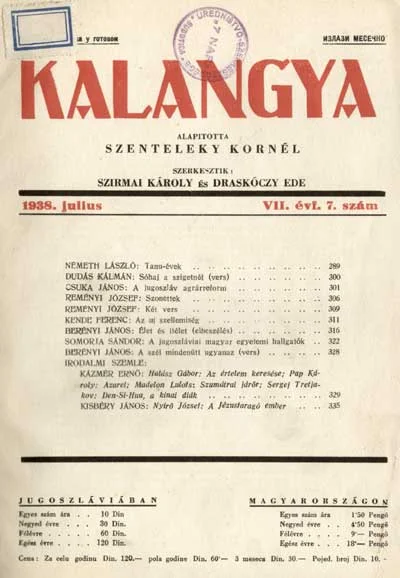 у готовом
ИЗЛАЗИ МЕСЕЧНО
UREDNIŠTVO
KALANGYA
ALAPITOTTA
SZENTELEKY KORNÉL
SZERKESZTIK:
SZIRMAI KÁROLY ÉS DRASKÓCZY EDE
1938. julius VII. évf. 7. szám
NÉMETH LÁSZLÓ: Tanu-évek .. .. .. .. .. .. .. .. 289
DUDÁS KÁLMÁN: Sóhaj a szigetnél (vers) .. .. .. .. .. 300
CSUKA JÁNOS: A jugoszláv agrárreform .. .. .. .. .. 301
REMÉNYI JÓZSEF: Szonettek .. .. .. .. .. .. .. 306
REMÉNYI JÓZSEF: Két vers .. .. .. .. .. .. .. 309
KENDE FERENC: Az uj szellemiség .. .. .. .. .. .. 311
BERÉNYI JÁNOS: Élet és ítélet (elbeszélés) .. .. .. .. .. 316
SOMORJA SÁNDOR: A jugoszláviai magyar egyetemi hallgatók .. 322
BERÉNYI JÁNOS: A szél mindenütt ugyanaz (vers) .. .. .. 328
IRODALMI SZEMLE:
KÁZMÉR ERNŐ: Halász Gábor: Az értelem keresése; Pap Ká-
roly: Azarel; Madelon Lulofs: Szumátrai
Sergej Tretja-
kov: Den-Si-Hua, a kinai diák .. .. .. .. .. .. 329
KISBÉRY JÁNOS: Nyirő József: A Jézusfaragó ember .. .. 335
JUGOSZLÁVIÁBAN
Egyes szám ára . . 10 Din
Negyed évre . . . 30 Din.
Félévre . . . . . 60 Din.
Egész évre . . . . 120 Din.
MAGYARORSZÁGON
Egyes szám ára . . 1·50 Pengő
Negyed évre . . . 4·50 Pengő
Félévre . . . . . 9·— Pengő
Egész évre . . . 18·— Pengő
Cena: Za celu godinu Din. 120.— pola godine Din. 60·— 3 meseca Din. 30.— Pojed. broj Din. 10.-